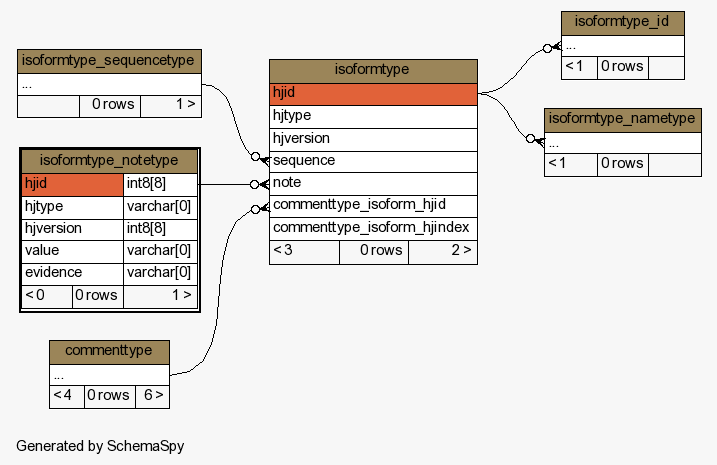 isoformtype_sequencetype
...
0 rows 1 >
isoformtype_notetype
hjid int8[8]
hjtype varchar[0]
hjversion int8[8]
value varchar[0]
evidence varchar[0]
< 0 0 rows 1 >
commenttype
...
< 4 0 rows 6 >
isoformtype
hjid
hjtype
hjversion
sequence
note
commenttype_isoform_hjid
commenttype_isoform_hjindex
< 3 0 rows 2 >
isoformtype_id
...
< 1 0 rows
isoformtype_nametype
...
< 1 0 rows
Generated by SchemaSpy